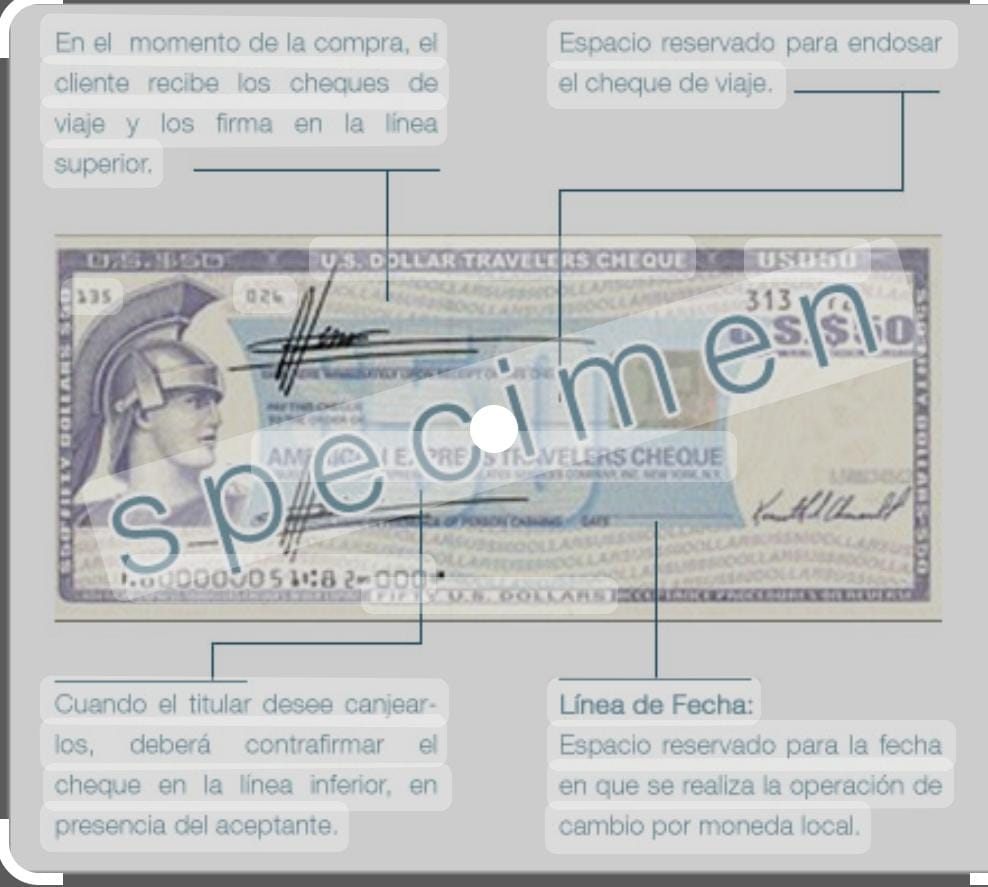 En el momento de la compra, el
cliente recibe los cheques de
viaje y los firma en la línea
superior.
Espacio reservado para endosar
el cheque de viaje.
U.S.$50
U.S. DOLLAR TRAVELERS CHEQUE
USD50
135
026
313
U.S.$50
specimen
AMERICAN EXPRESS TRAVELERS CHEQUE
DATE
FIFTY U.S. DOLLARS
Cuando el titular desee canjear-
los, deberá contrafirmar el
cheque en la línea inferior, en
presencia del aceptante.
Línea de Fecha:
Espacio reservado para la fecha
en que se realiza la operación de
cambio por moneda local.